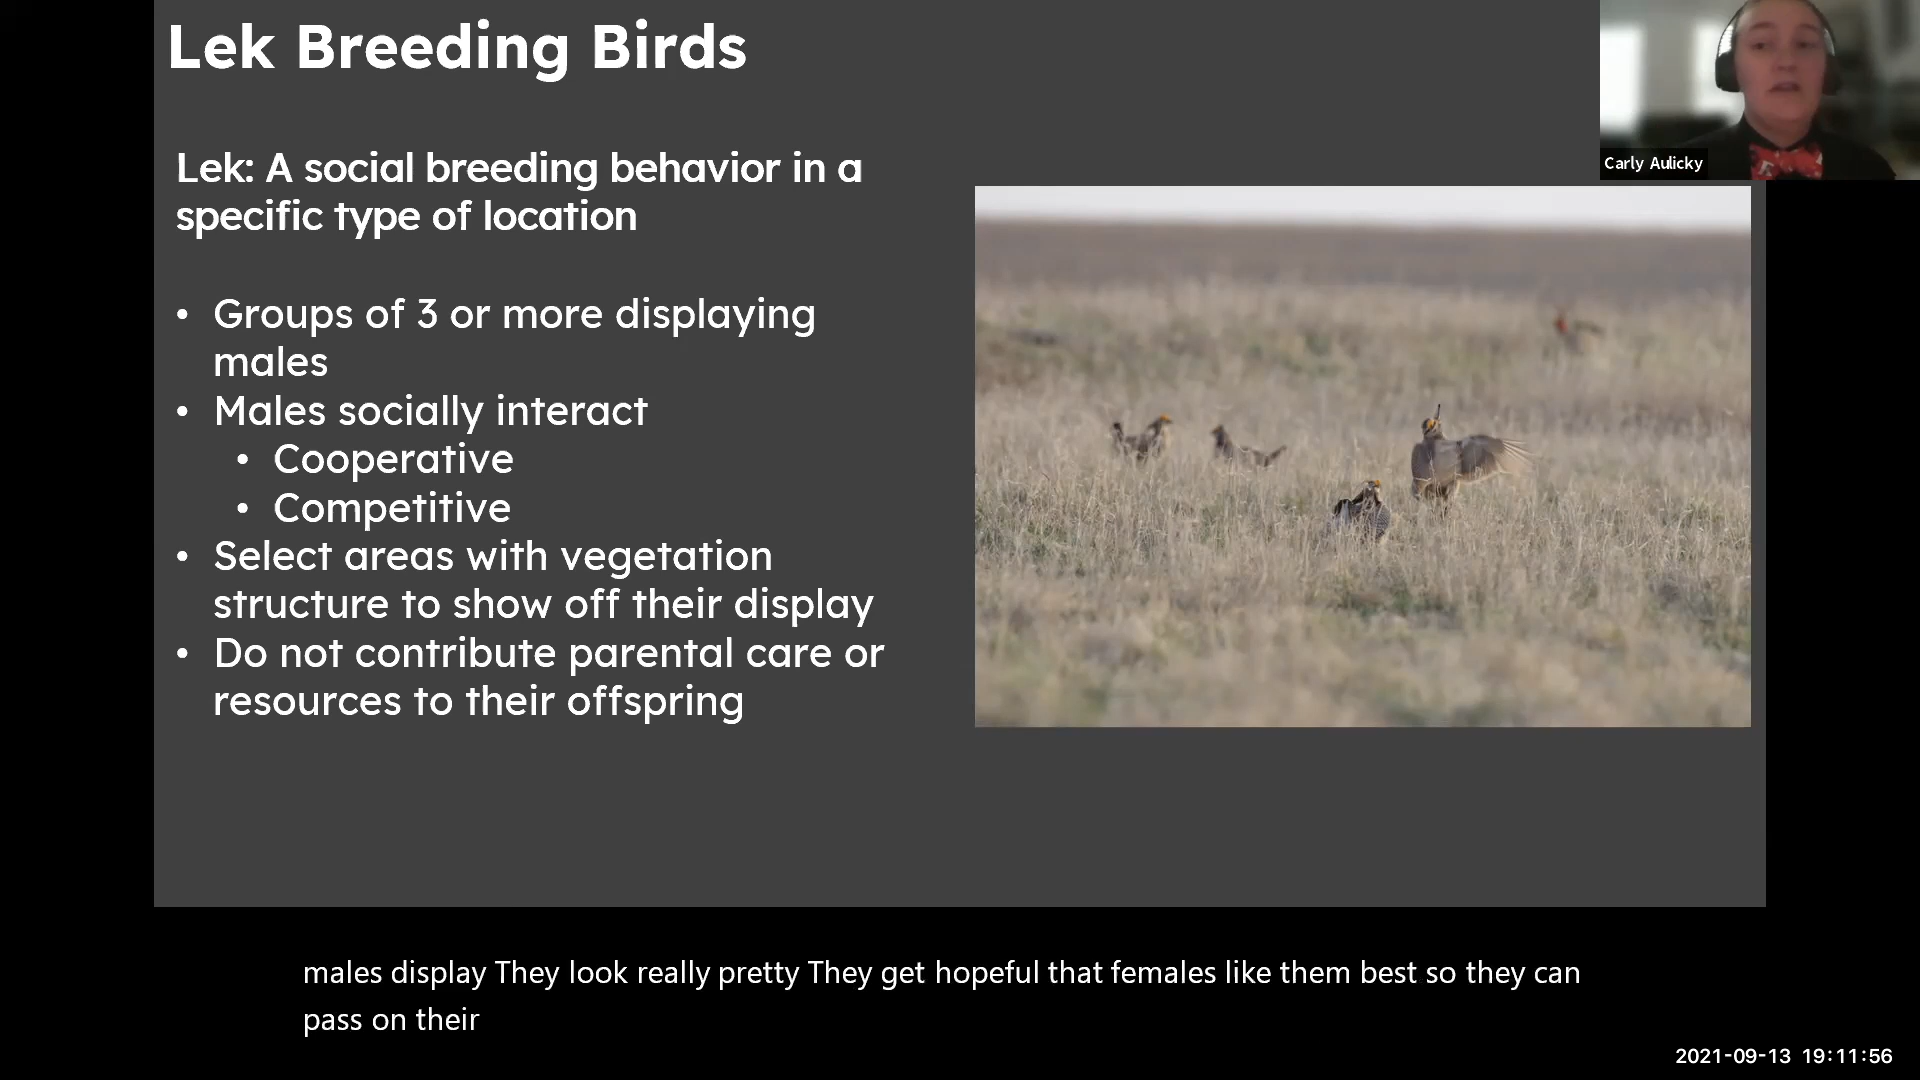 Lek Breeding Birds
Carly Aulicky
Lek: A social breeding behavior in a
specific type of location
• Groups of 3 or more displaying
males
• Males socially interact
• Cooperative
• Competitive
• Select areas with vegetation
structure to show off their display
• Do not contribute parental care or
resources to their offspring
males display They look really pretty They get hopeful that females like them best so they can
pass on their
2021-09-13 19:11:56